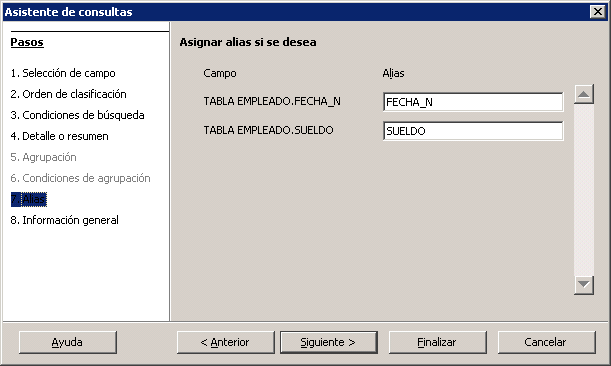 Asistente de consultas
Pasos
1. Selección de campo
2. Orden de clasificación
3. Condiciones de búsqueda
4. Detalle o resumen
5. Agrupación
6. Condiciones de agrupación
7. Alias
8. Información general
Asignar alias si se desea
Campo Alias
TABLA EMPLEADO.FECHA_N FECHA_N
TABLA EMPLEADO.SUELDO SUELDO
Ayuda < Anterior Siguiente > Finalizar Cancelar